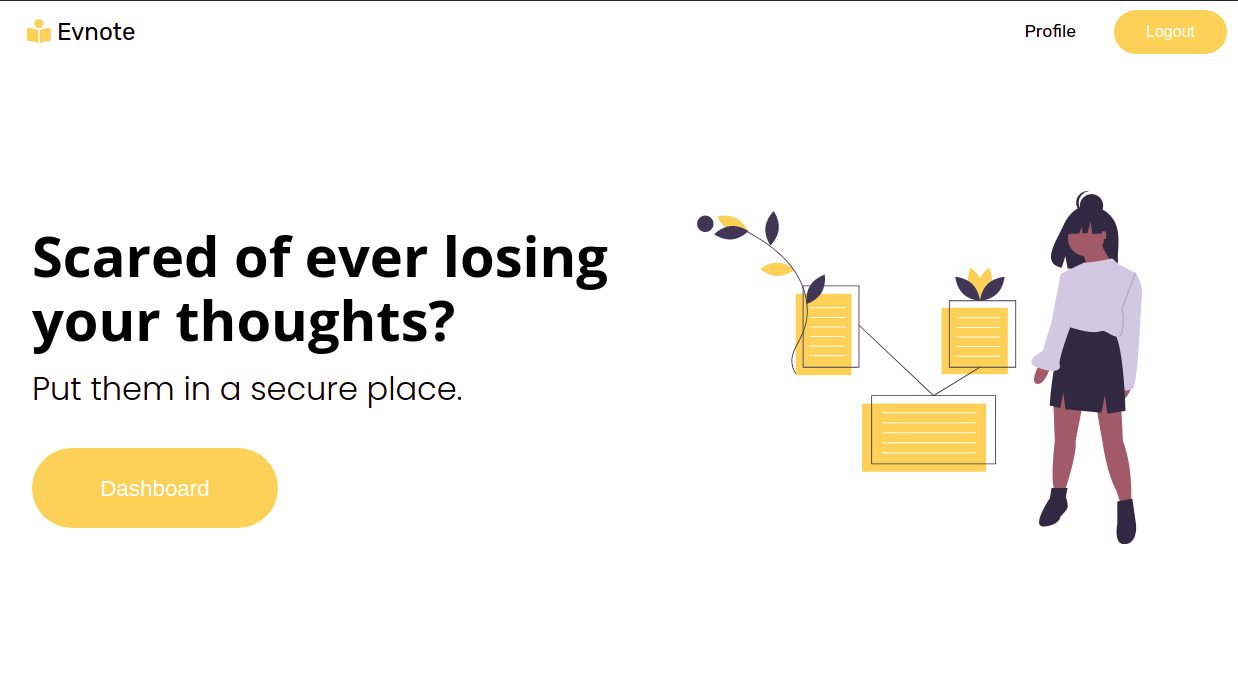 Evnote
Profile
Logout
Scared of ever losing
your thoughts?
Put them in a secure place.
Dashboard